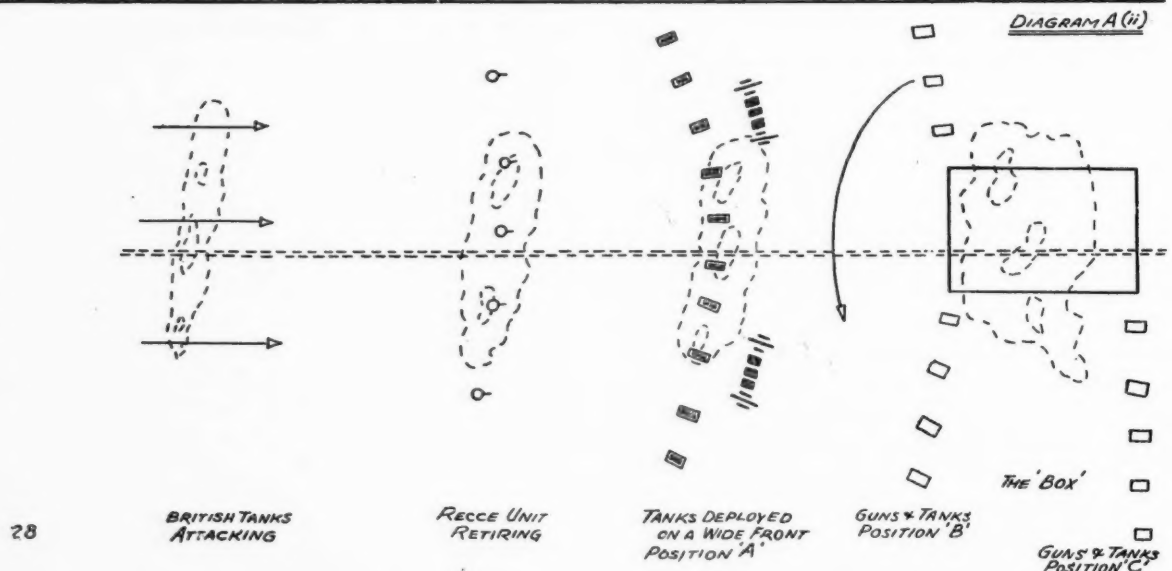 DIAGRAM A (ii)
BRITISH TANKS
ATTACKING
RECCE UNIT
RETIRING
TANKS DEPLOYED
ON A WIDE FRONT
POSITION 'A'
GUNS & TANKS
POSITION 'B'
THE 'BOX'
GUNS & TANKS
POSITION 'C'
28